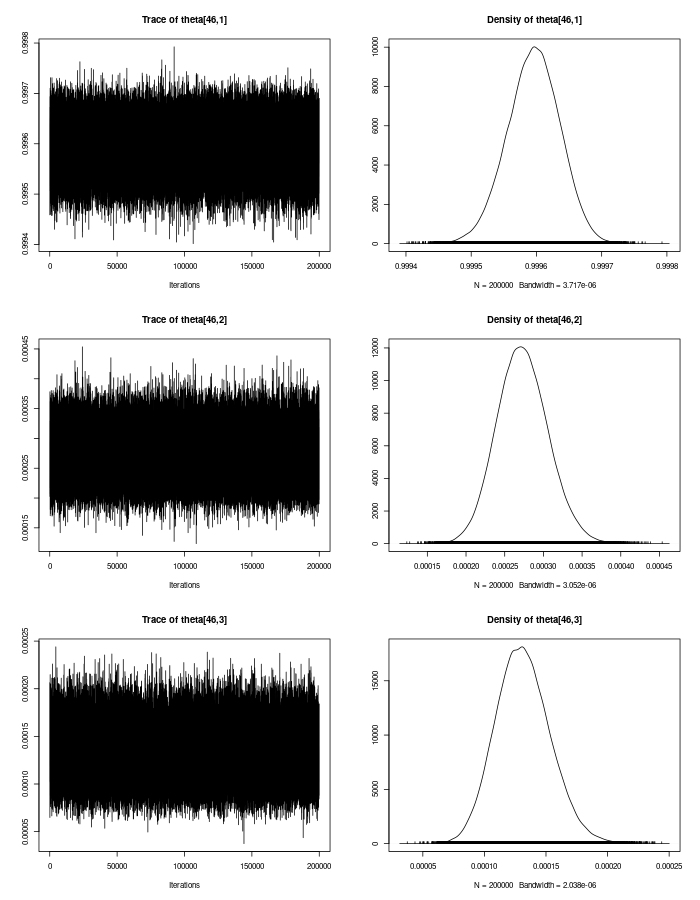 Trace of theta[46,1]
0.9994 0.9995 0.9996 0.9997 0.9998
0 50000 100000 150000 200000
Iterations
Density of theta[46,1]
0 2000 4000 6000 8000 10000
0.9994 0.9995 0.9996 0.9997 0.9998
N = 200000 Bandwidth = 3.717e-06
Trace of theta[46,2]
0.00015 0.00025 0.00035 0.00045
0 50000 100000 150000 200000
Iterations
Density of theta[46,2]
0 2000 4000 6000 8000 10000 12000
0.00015 0.00020 0.00025 0.00030 0.00035 0.00040 0.00045
N = 200000 Bandwidth = 3.052e-06
Trace of theta[46,3]
0.00005 0.00010 0.00015 0.00020 0.00025
0 50000 100000 150000 200000
Iterations
Density of theta[46,3]
0 5000 10000 15000
0.00005 0.00010 0.00015 0.00020 0.00025
N = 200000 Bandwidth = 2.038e-06